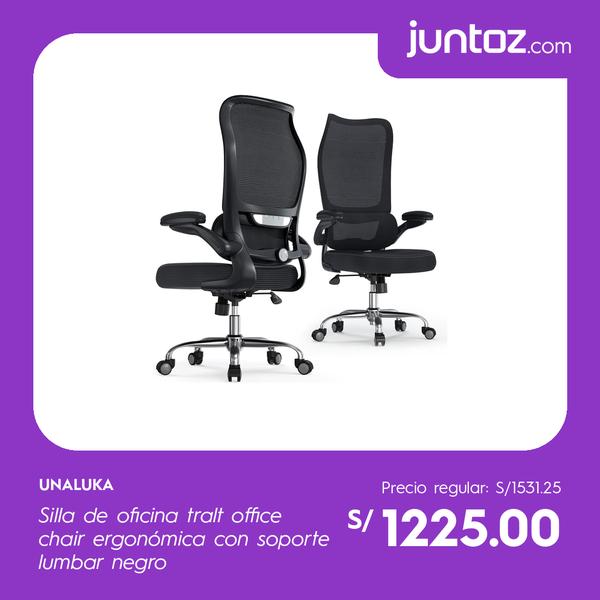 juntoz.com
UNALUKA
Silla de oficina tralt office
chair ergonómica con soporte
lumbar negro
Precio regular: S/1531.25
S/ 1225.00